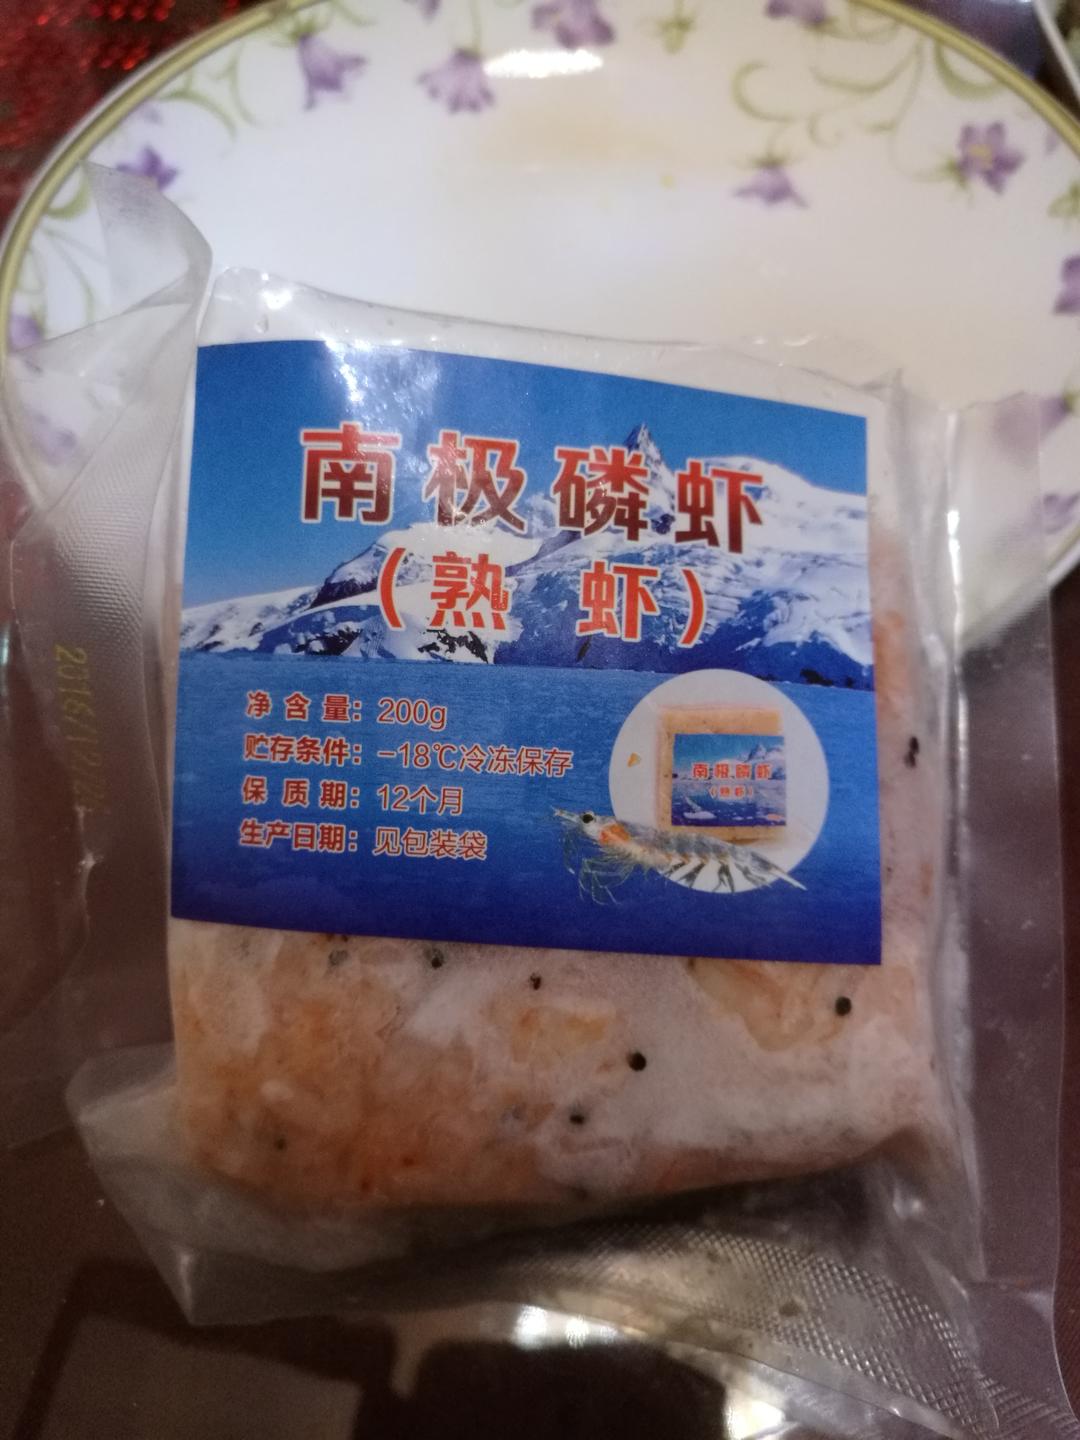 南极磷虾
（熟 虾）
净含量：200g
贮存条件：-18℃冷冻保存
保质期：12个月
生产日期：见包装袋
南极磷虾
（熟虾）